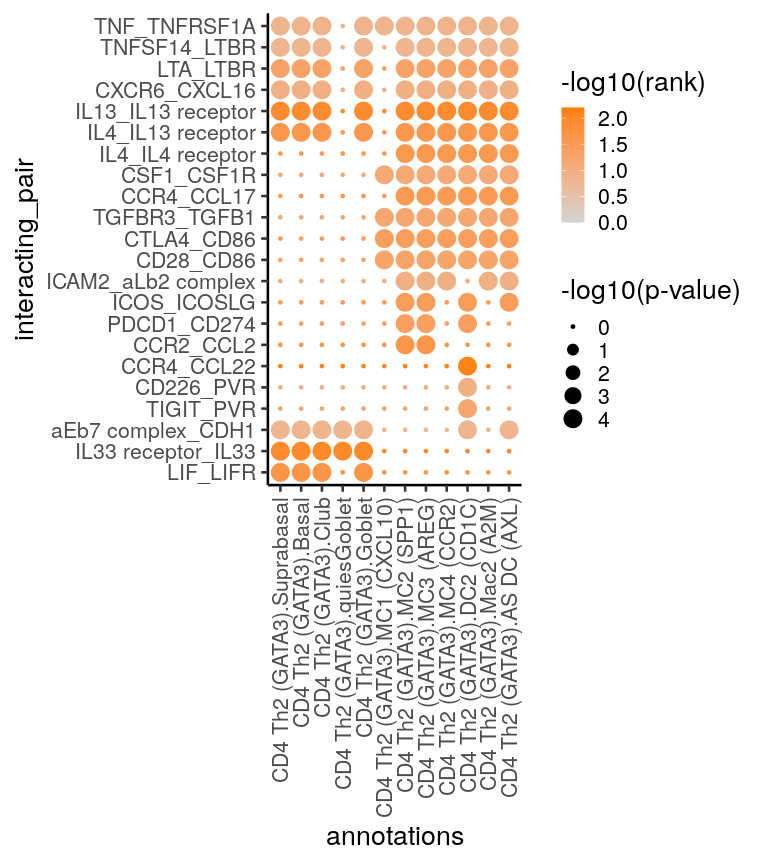 interacting_pair
TNF_TNFRSF1A
TNFSF14_LTBR
LTA_LTBR
CXCR6_CXCL16
IL13_IL13 receptor
IL4_IL13 receptor
IL4_IL4 receptor
CSF1_CSF1R
CCR4_CCL17
TGFBR3_TGFB1
CTLA4_CD86
CD28_CD86
ICAM2_aLb2 complex
ICOS_ICOSLG
PDCD1_CD274
CCR2_CCL2
CCR4_CCL22
CD226_PVR
TIGIT_PVR
aEb7 complex_CDH1
IL33 receptor_IL33
LIF_LIFR
CD4 Th2 (GATA3).Suprabasal
CD4 Th2 (GATA3).Basal
CD4 Th2 (GATA3).Club
CD4 Th2 (GATA3).quiesGoblet
CD4 Th2 (GATA3).Goblet
CD4 Th2 (GATA3).MC1 (CXCL10)
CD4 Th2 (GATA3).MC2 (SPP1)
CD4 Th2 (GATA3).MC3 (AREG)
CD4 Th2 (GATA3).MC4 (CCR2)
CD4 Th2 (GATA3).DC2 (CD1C)
CD4 Th2 (GATA3).Mac2 (A2M)
CD4 Th2 (GATA3).AS DC (AXL)
annotations
-log10(rank)
2.0
1.5
1.0
0.5
0.0
-log10(p-value)
0
1
2
3
4